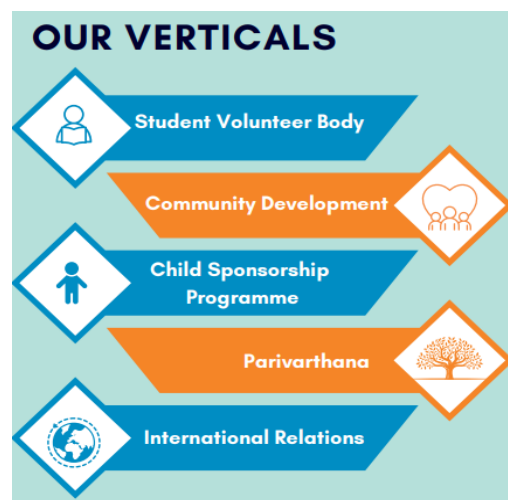 OUR VERTICALS
Student Volunteer Body
Community Development
Child Sponsorship
Programme
Parivarthana
International Relations